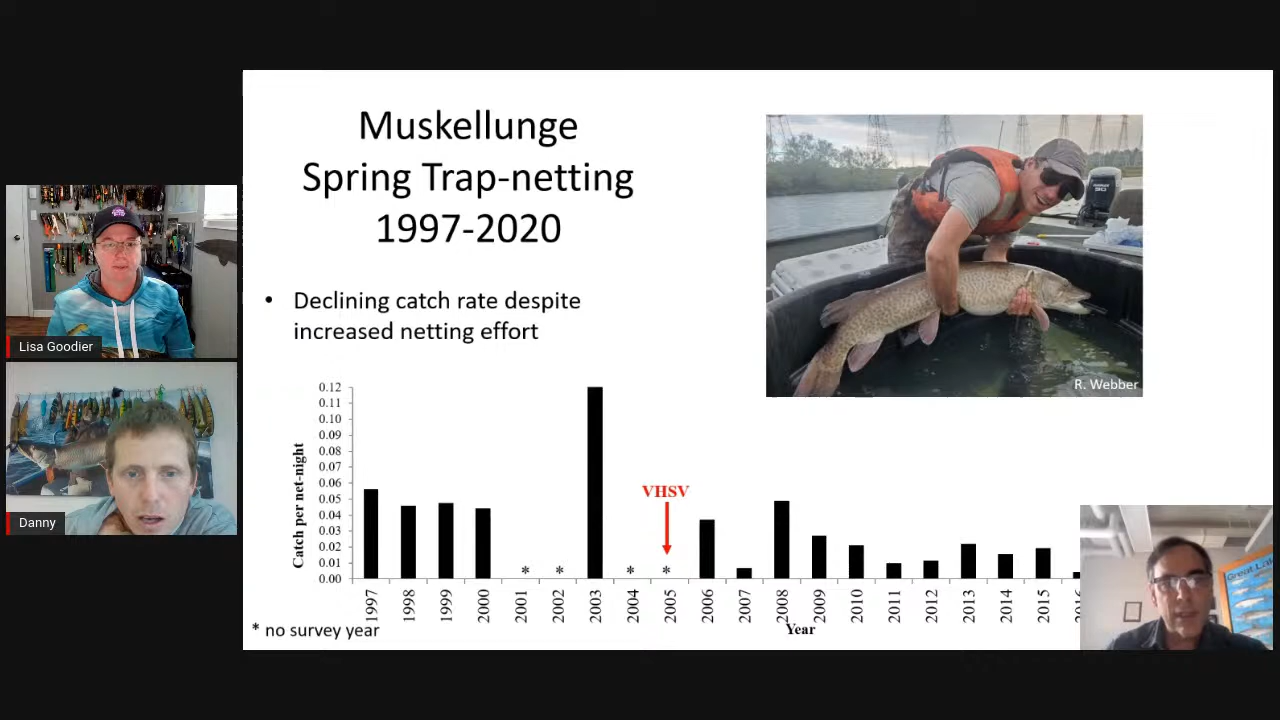 Muskellunge
Spring Trap-netting
1997-2020
• Declining catch rate despite
increased netting effort
R. Webber
Lisa Goodier
Danny
Catch per net-night
0.12
0.11
0.10
0.09
0.08
0.07
0.06
0.05
0.04
0.03
0.02
0.01
0.00
VHSV
* * * *
1997 1998 1999 2000 2001 2002 2003 2004 2005 2006 2007 2008 2009 2010 2011 2012 2013 2014 2015 2016
Year
* no survey year
Great